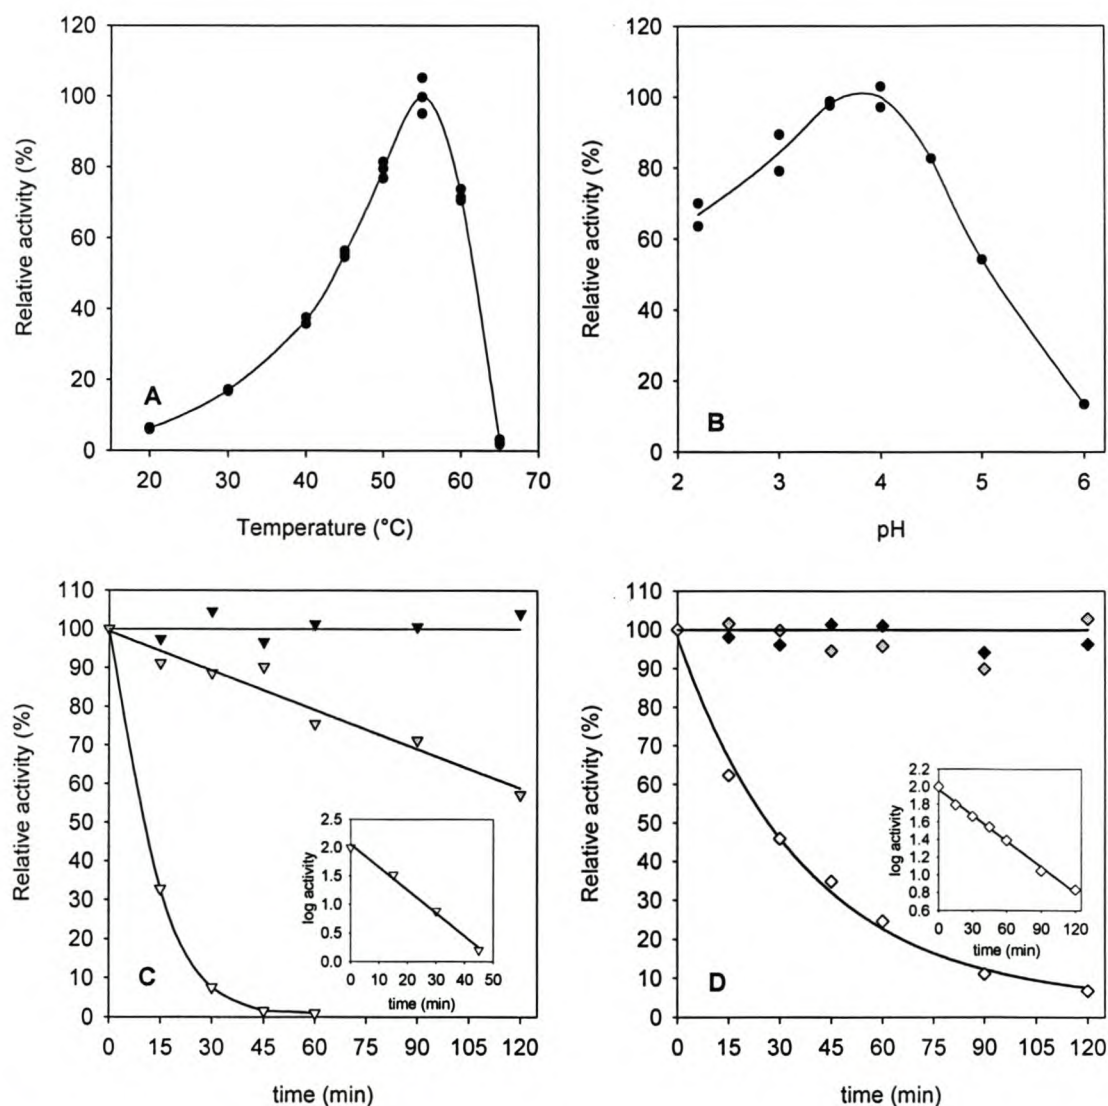 120
100
80
60
40
20
0
Relative activity (%)
A
20 30 40 50 60 70
Temperature (°C)
120
100
80
60
40
20
0
Relative activity (%)
B
2 3 4 5 6
pH
110
100
90
80
70
60
50
40
30
20
10
0
Relative activity (%)
C
2.5
2.0
1.5
1.0
0.5
0.0
log activity
0 10 20 30 40 50
time (min)
0 15 30 45 60 75 90 105 120
time (min)
110
100
90
80
70
60
50
40
30
20
10
0
Relative activity (%)
D
2.2
2.0
1.8
1.6
1.4
1.2
1.0
0.8
0.6
log activity
0 30 60 90 120
time (min)
0 15 30 45 60 75 90 105 120
time (min)